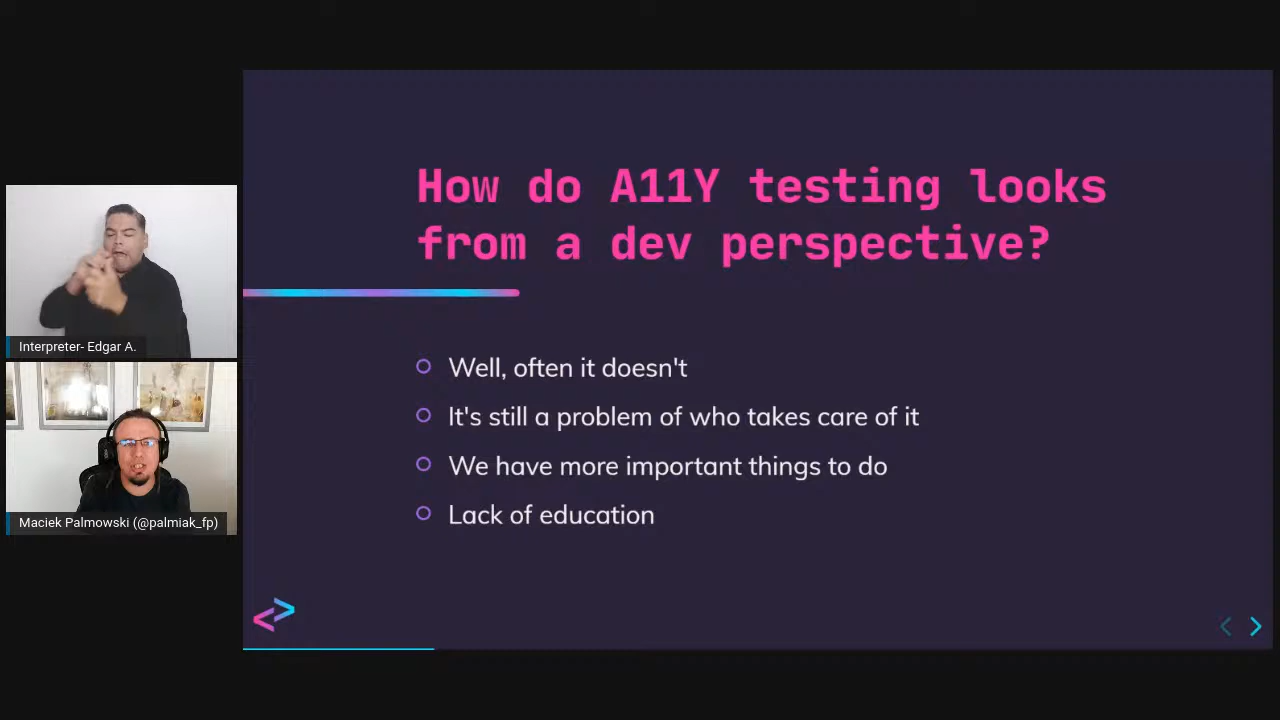 How do A11Y testing looks
from a dev perspective?
Well, often it doesn't
It's still a problem of who takes care of it
We have more important things to do
Lack of education
Interpreter- Edgar A.
Maciek Palmowski (@palmiak_fp)